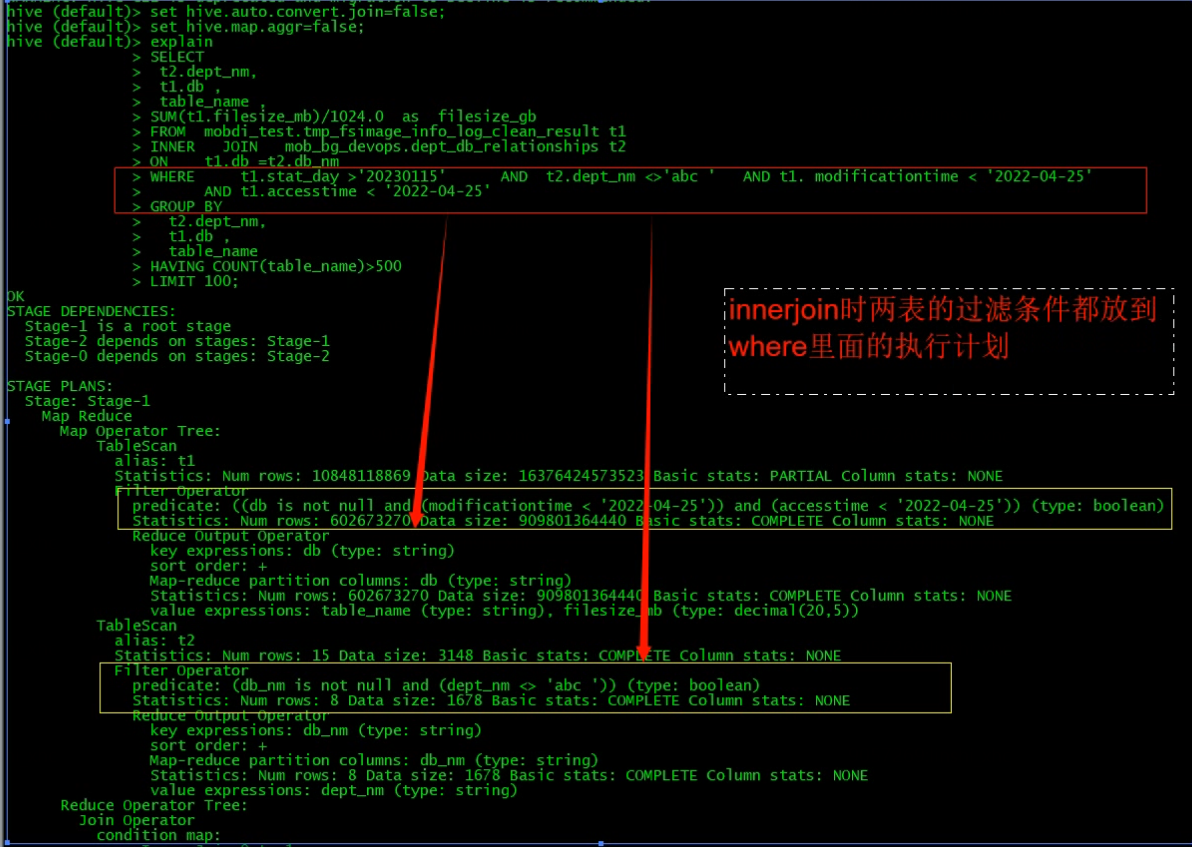 hive (default)> set hive.auto.convert.join=false;
hive (default)> set hive.map.aggr=false;
hive (default)> explain
> SELECT
> t2.dept_nm,
> t1.db ,
> table_name ,
> SUM(t1.filesize_mb)/1024.0 as filesize_gb
> FROM mobdi_test.tmp_fsimage_info_log_clean_result t1
> INNER JOIN mob_bg_devops.dept_db_relationships t2
> ON t1.db =t2.db_nm
> WHERE t1.stat_day >'20230115' AND t2.dept_nm <>'abc ' AND t1. modificationtime < '2022-04-25'
> AND t1.accesstime < '2022-04-25'
> GROUP BY
> t2.dept_nm,
> t1.db ,
> table_name
> HAVING COUNT(table_name)>500
> LIMIT 100;
OK
innerjoin时两表的过滤条件都放到
where里面的执行计划
STAGE DEPENDENCIES:
Stage-1 is a root stage
Stage-2 depends on stages: Stage-1
Stage-0 depends on stages: Stage-2
STAGE PLANS:
Stage: Stage-1
Map Reduce
Map Operator Tree:
TableScan
alias: t1
Statistics: Num rows: 10848118869 Data size: 16376424573523 Basic stats: PARTIAL Column stats: NONE
Filter Operator
predicate: ((db is not null and (modificationtime < '2022-04-25')) and (accesstime < '2022-04-25')) (type: boolean)
Statistics: Num rows: 602673270 Data size: 909801364440 Basic stats: COMPLETE Column stats: NONE
Reduce Output Operator
key expressions: db (type: string)
sort order: +
Map-reduce partition columns: db (type: string)
Statistics: Num rows: 602673270 Data size: 909801364440 Basic stats: COMPLETE Column stats: NONE
value expressions: table_name (type: string), filesize_mb (type: decimal(20,5))
TableScan
alias: t2
Statistics: Num rows: 15 Data size: 3148 Basic stats: COMPLETE Column stats: NONE
Filter Operator
predicate: (db_nm is not null and (dept_nm <> 'abc ')) (type: boolean)
Statistics: Num rows: 8 Data size: 1678 Basic stats: COMPLETE Column stats: NONE
Reduce Output Operator
key expressions: db_nm (type: string)
sort order: +
Map-reduce partition columns: db_nm (type: string)
Statistics: Num rows: 8 Data size: 1678 Basic stats: COMPLETE Column stats: NONE
value expressions: dept_nm (type: string)
Reduce Operator Tree:
Join Operator
condition map: